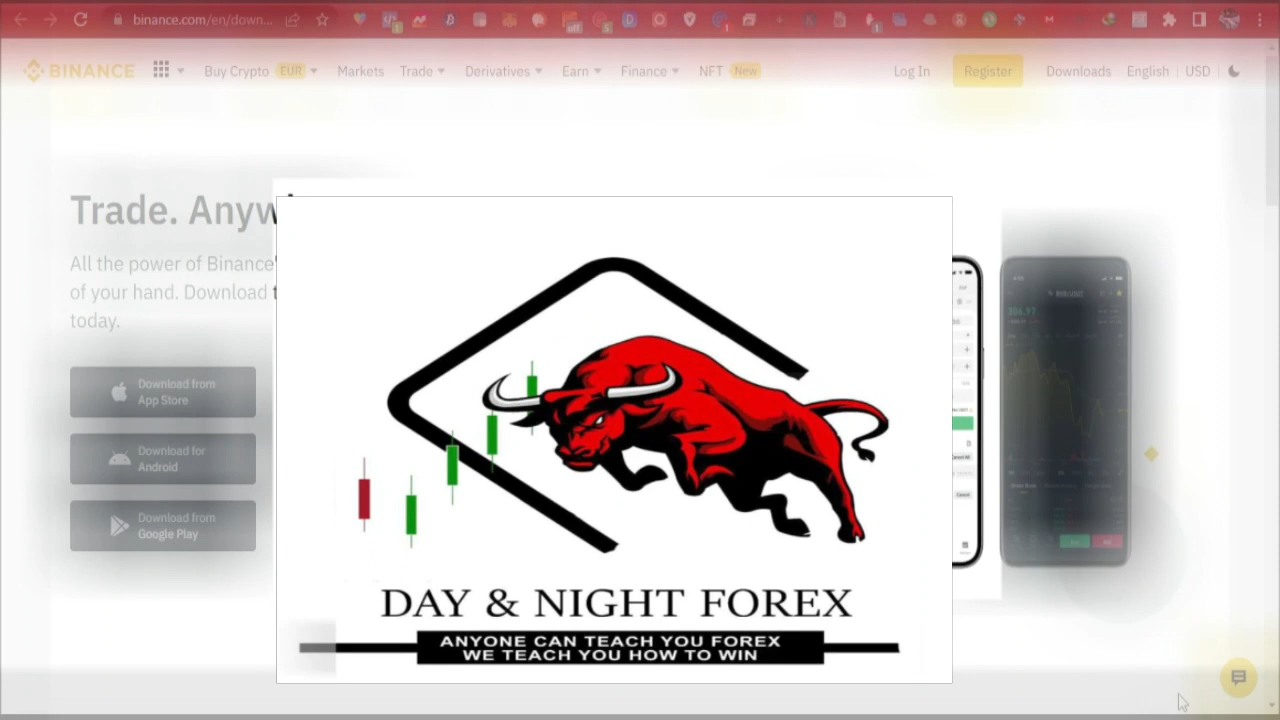 binance.com/en/down...
BINANCE
Buy Crypto EUR
Markets
Trade
Derivatives
Earn
Finance
NFT New
Log In
Register
Downloads
English
USD
Trade. Anyw
All the power of Binance'
of your hand. Download t
today.
Download from
App Store
Download for
Android
Download from
Google Play
306.97
DAY & NIGHT FOREX
ANYONE CAN TEACH YOU FOREX
WE TEACH YOU HOW TO WIN